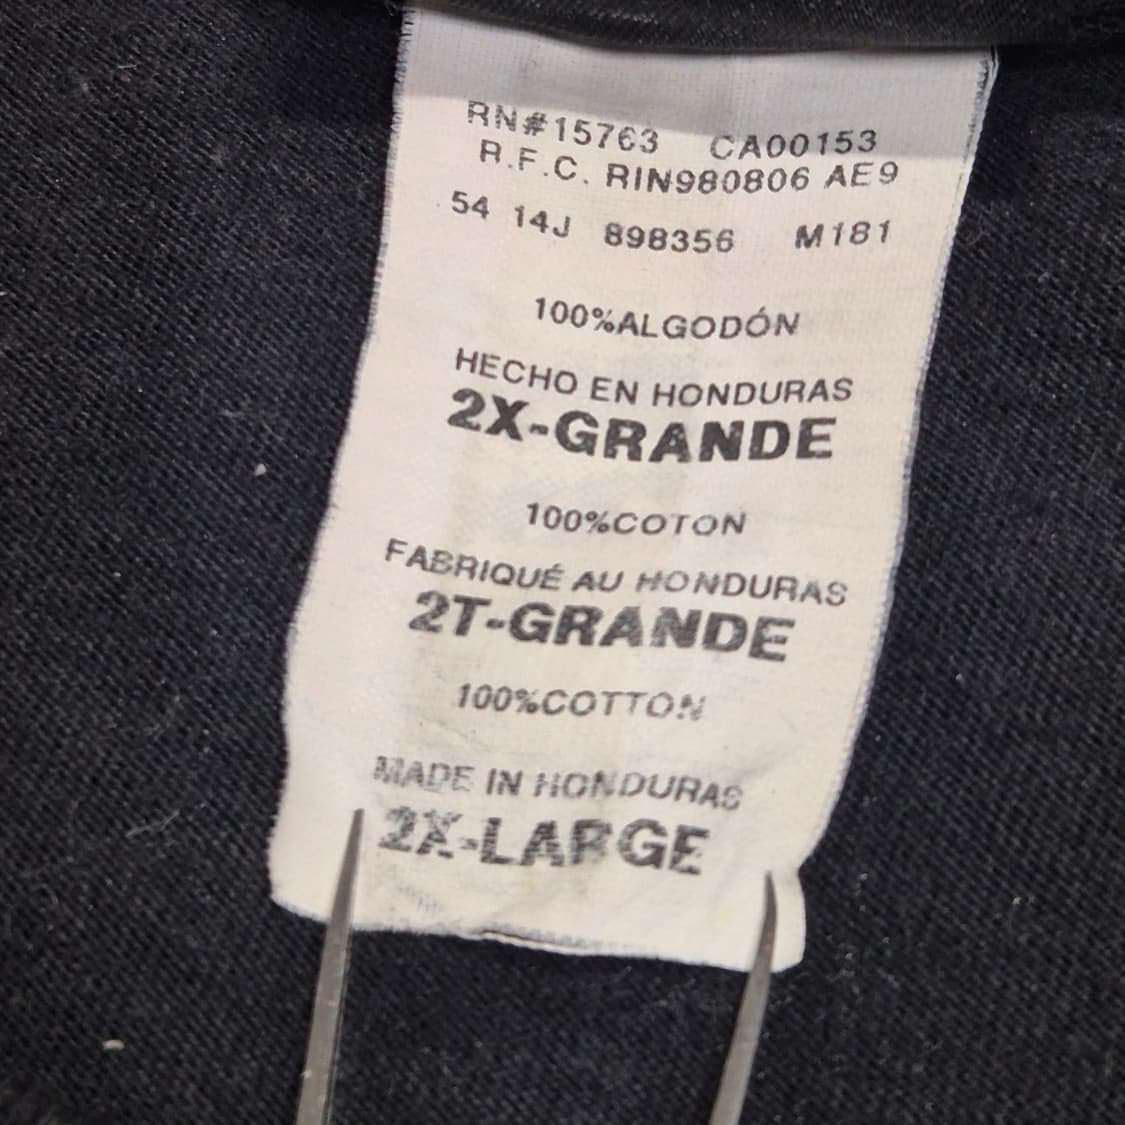 RN#15763 CA00153
R.F.C. RIN980806 AE9
54 14J 898356 M181
100%ALGODÓN
HECHO EN HONDURAS
2X-GRANDE
100%COTON
FABRIQUÉ AU HONDURAS
2T-GRANDE
100%COTTON
MADE IN HONDURAS
2X-LARGE